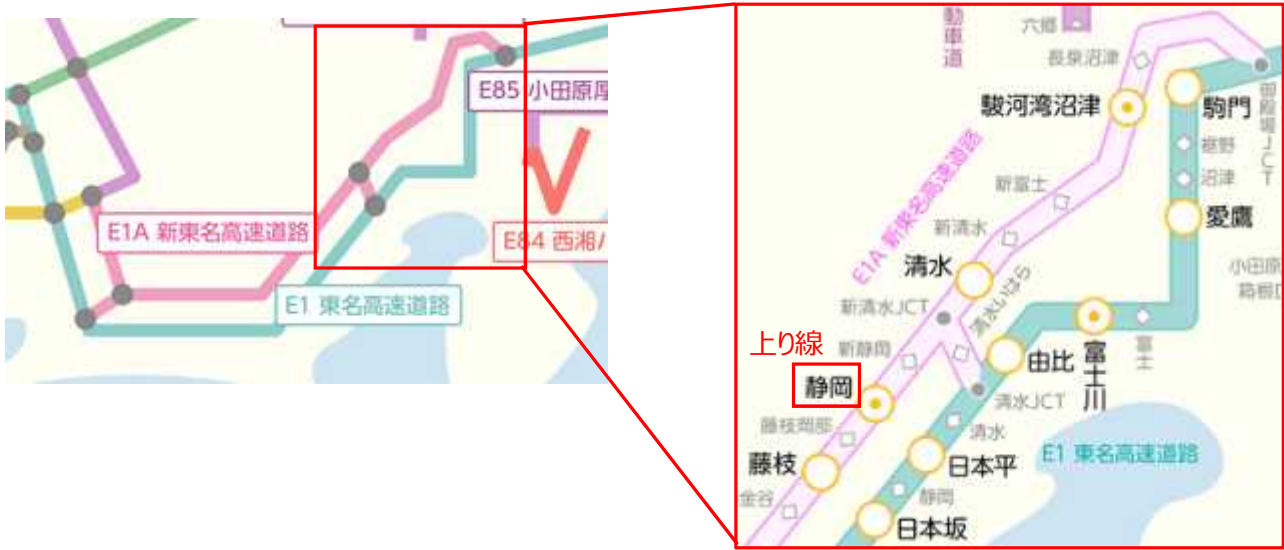 E85 小田原厚
E1A 新東名高速道路
E84 西湘バ
E1 東名高速道路
動車道
六郷
長泉沼津
駿河湾沼津
駒門
御殿場JCT
裾野
沼津
愛鷹
E1A 新東名高速道路
新富士
新清水
清水
小田原
箱根
清水いはら
新清水JCT
上り線
新静岡
由比
富士川
富士
静岡
清水JCT
藤枝岡部
清水
藤枝
日本平
E1 東名高速道路
金谷
静岡
日本坂